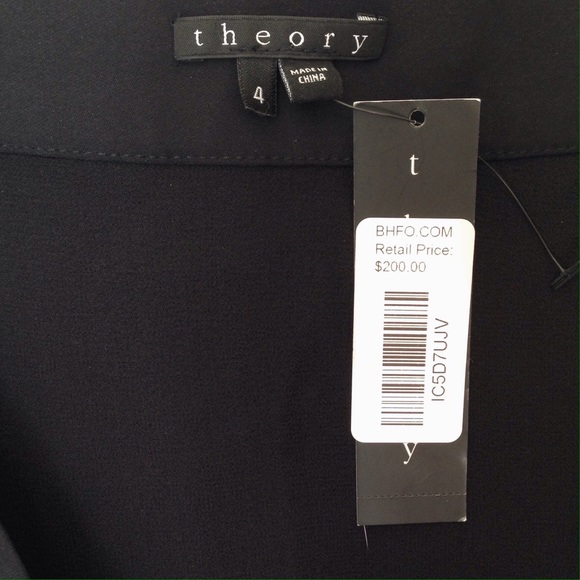 theory
4
MADE IN
CHINA
t
BHFO.COM
Retail Price:
$200.00
IC5D7UJV
y